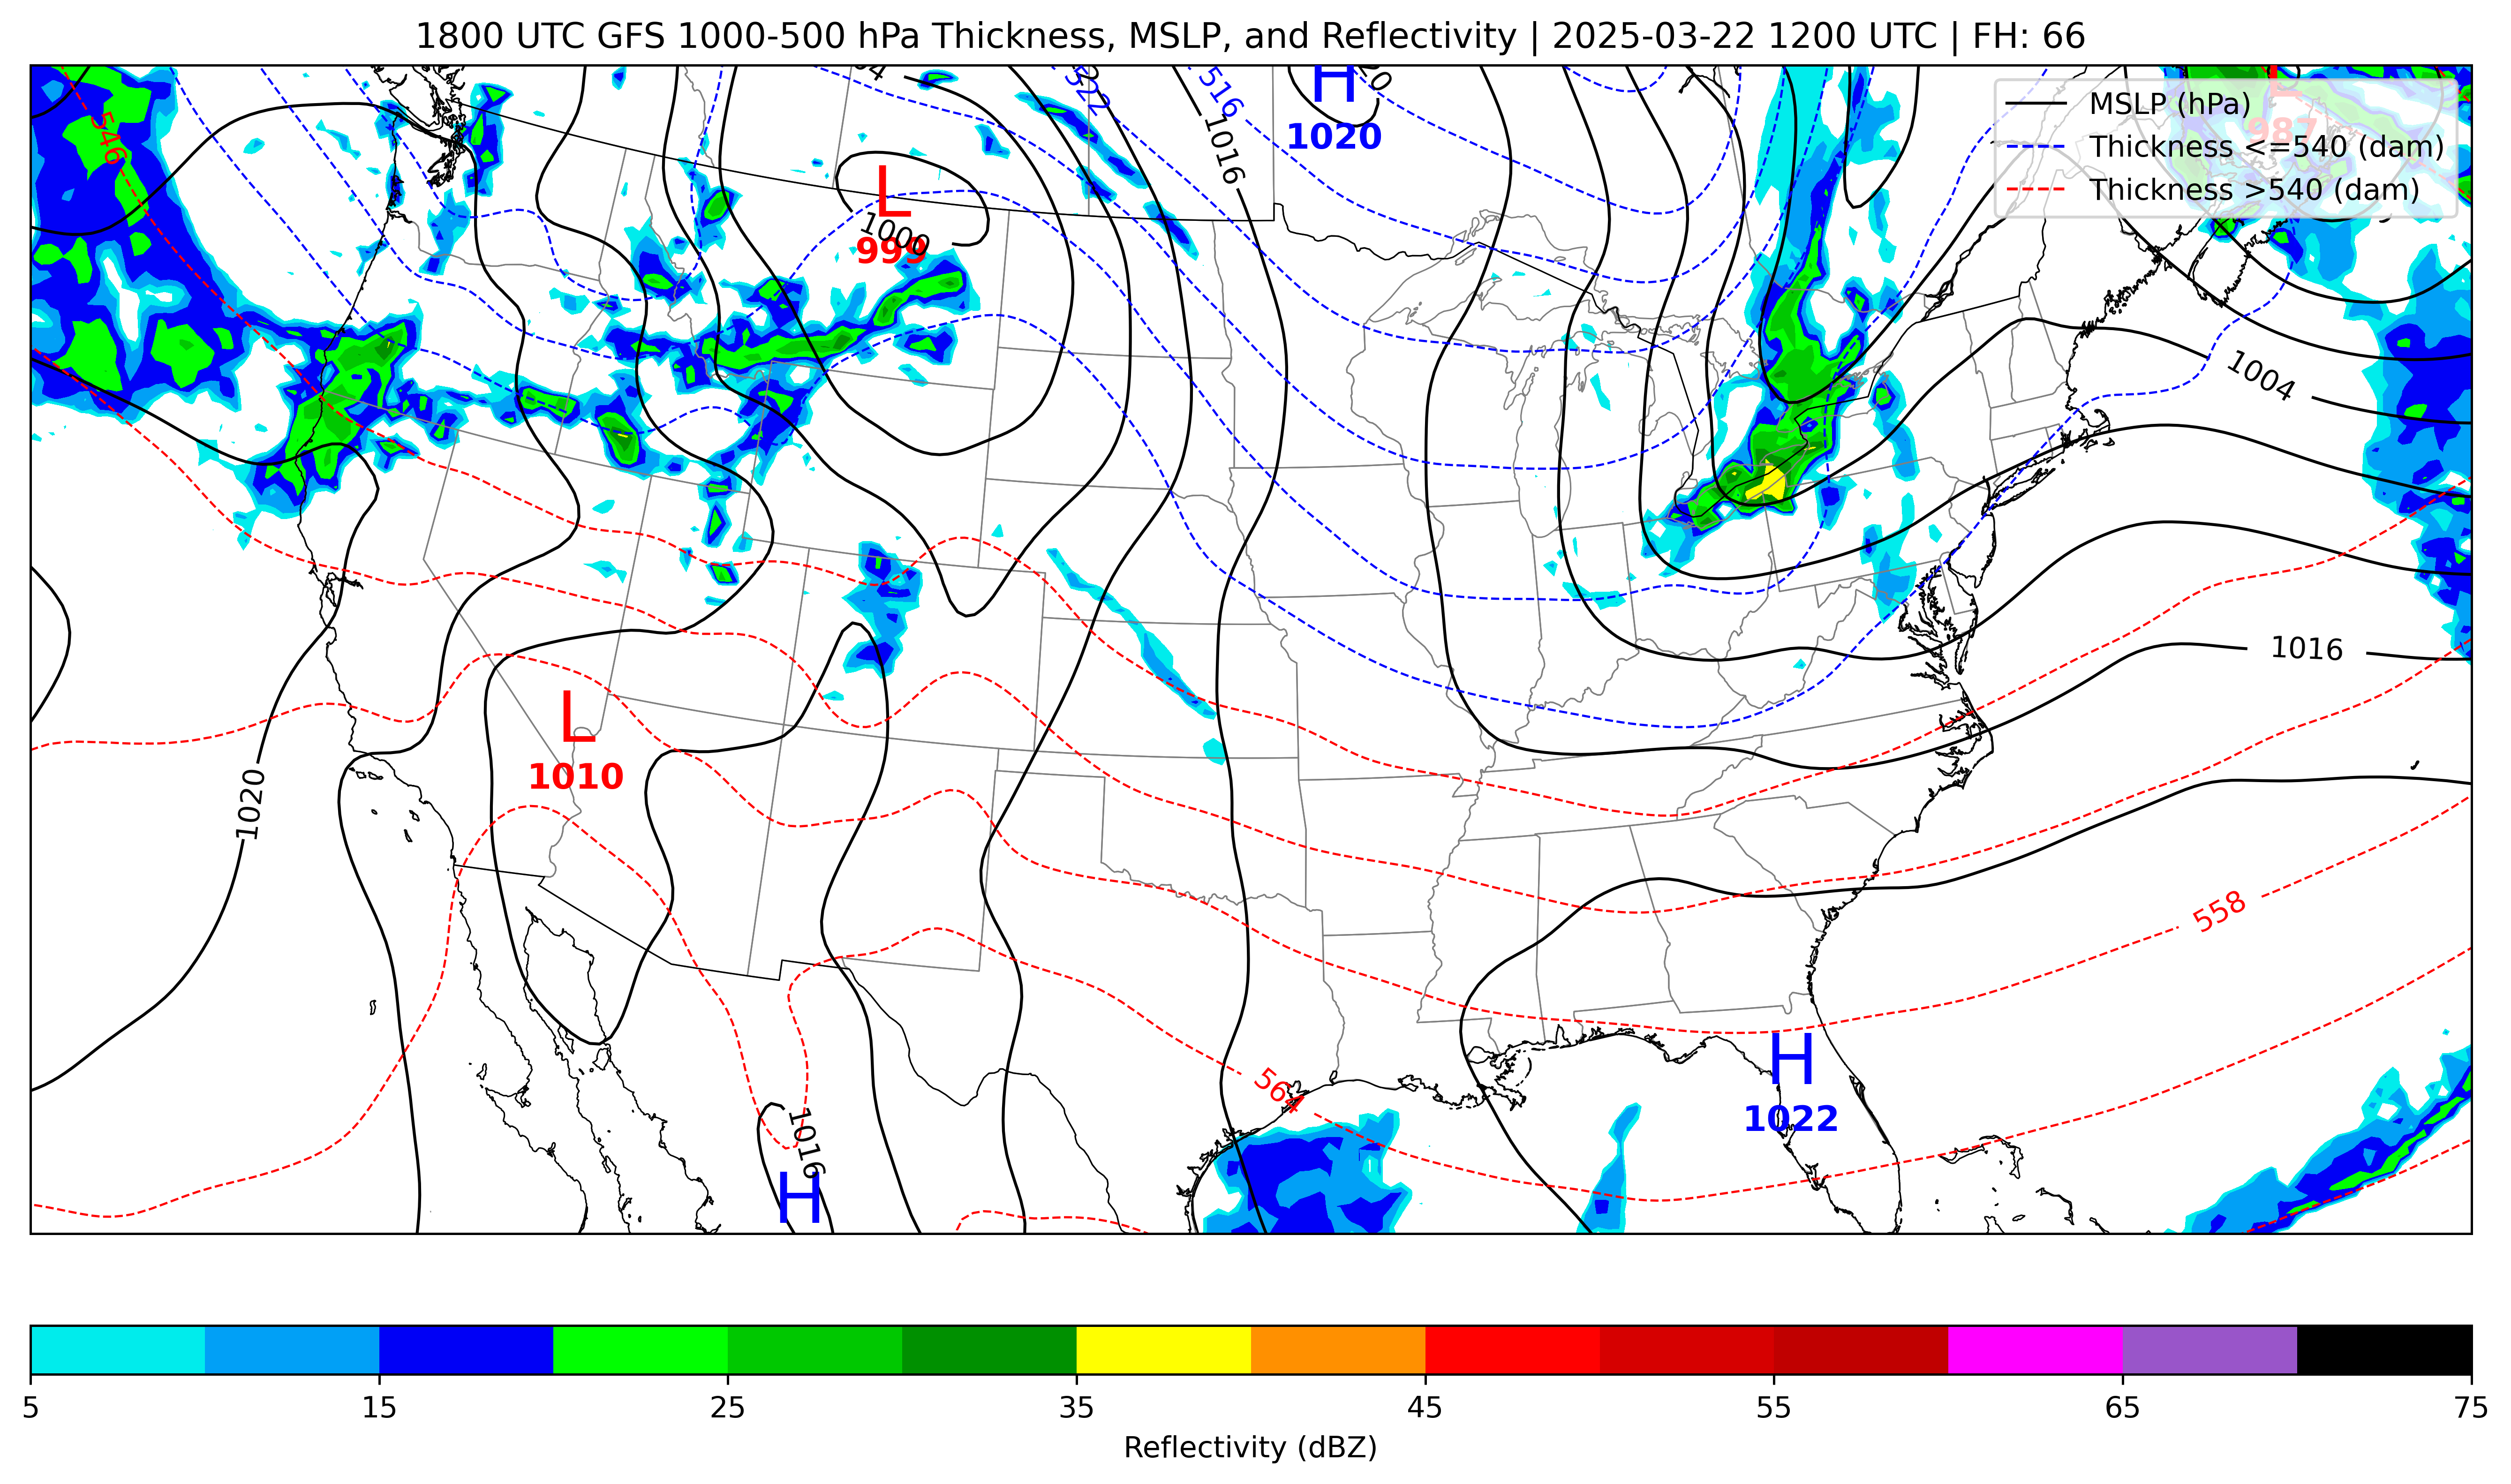 1800 UTC GFS 1000-500 hPa Thickness, MSLP, and Reflectivity | 2025-03-22 1200 UTC | FH: 66
MSLP (hPa)
Thickness <=540 (dam)
Thickness >540 (dam)
546
522
516
1016
H
1020
L
987
L
1000
999
1004
1016
558
L
1010
1020
564
H
1022
1016
H
5
15
25
35
45
55
65
75
Reflectivity (dBZ)